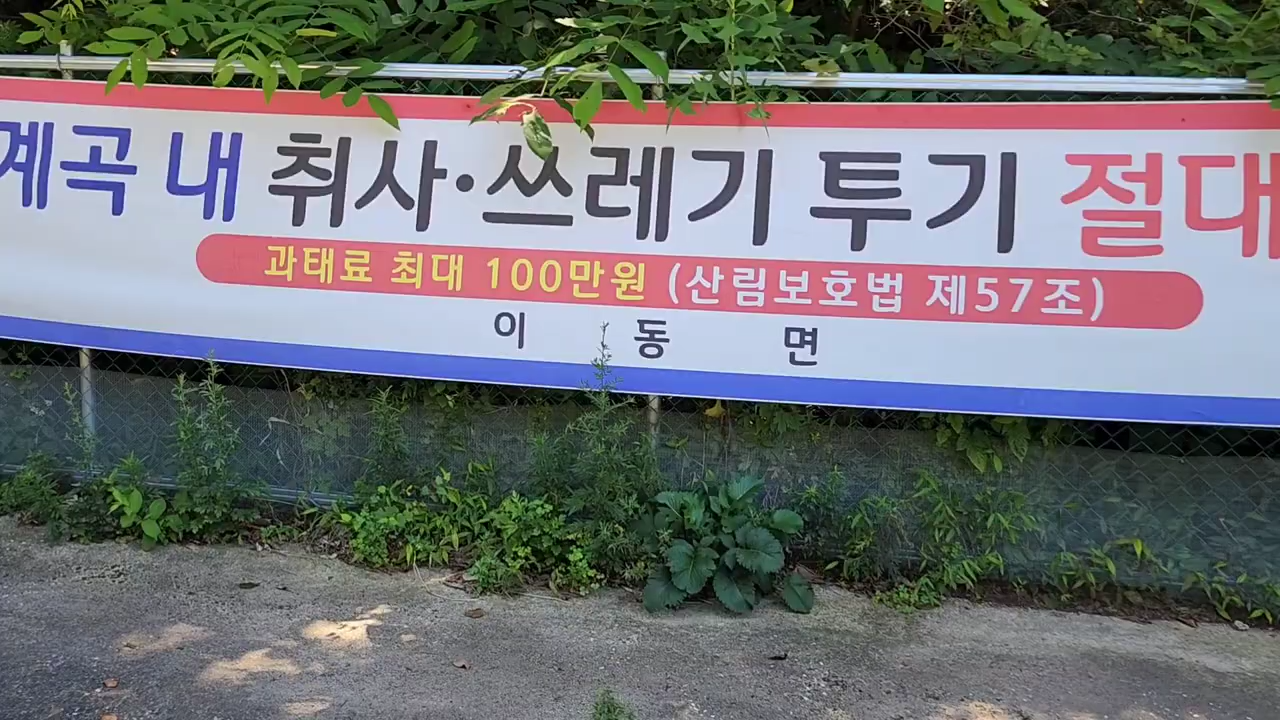 계곡 내 취사·쓰레기 투기 절대
과태료 최대 100만원 (산림보호법 제57조)
이 동 면